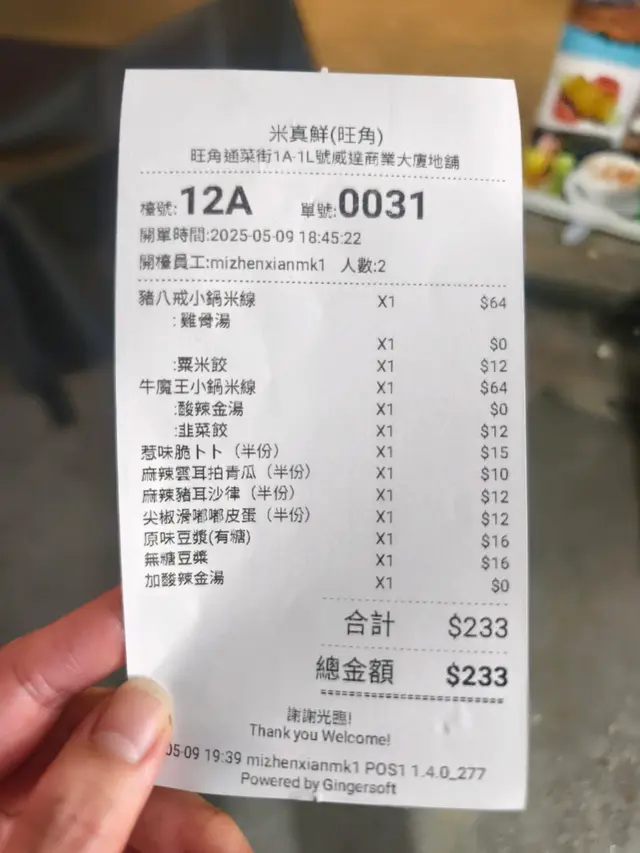 米真鮮(旺角)
旺角通菜街1A-1L號威達商業大廈地舖
檯號:12A 單號:0031
開單時間:2025-05-09 18:45:22
開檯員工:mizhenxianmk1 人數:2
豬八戒小鍋米線 X1 $64
:雞骨湯
X1 $0
:粟米餃 X1 $12
牛魔王小鍋米線 X1 $64
:酸辣金湯 X1 $0
:韭菜餃 X1 $12
惹味脆卜卜（半份） X1 $15
麻辣雲耳拍青瓜（半份） X1 $10
麻辣豬耳沙律（半份） X1 $12
尖椒滑嘟嘟皮蛋（半份） X1 $12
原味豆漿(有糖) X1 $16
無糖豆漿 X1 $16
加酸辣金湯 X1 $0
合計 $233
總金額 $233
謝謝光臨!
Thank you Welcome!
05-09 19:39 mizhenxianmk1 POS1 1.4.0_277
Powered by Gingersoft